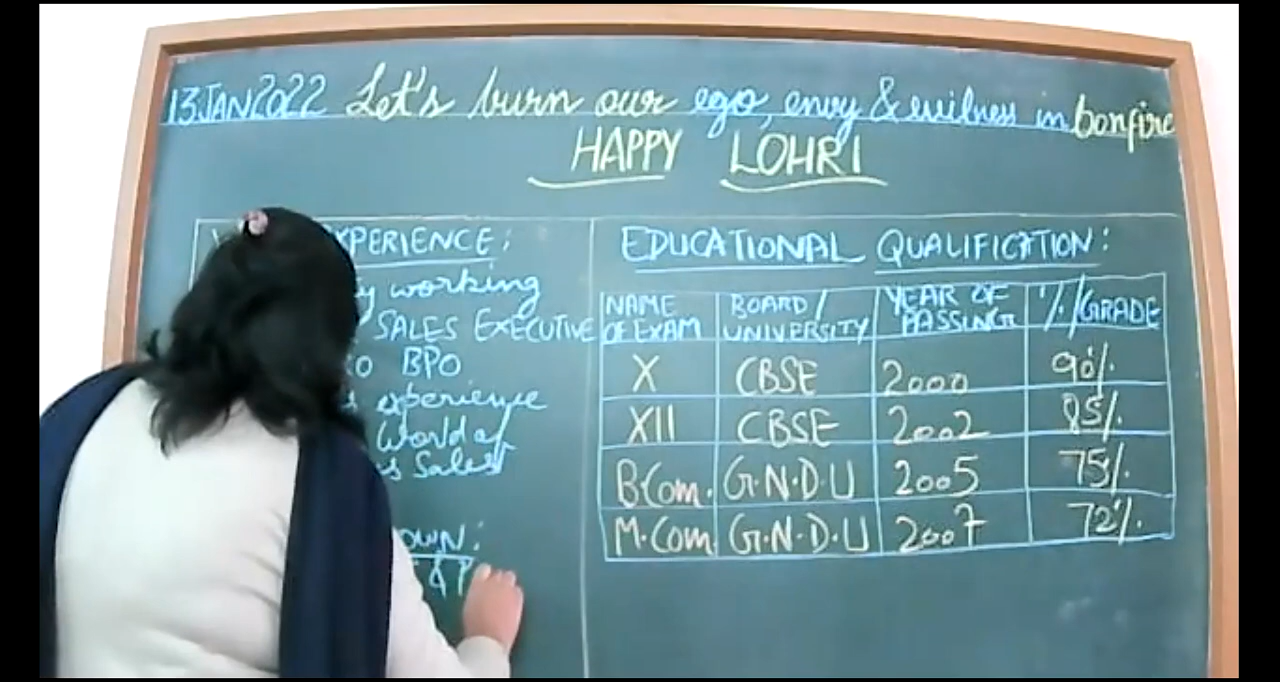 13JAN2022 Let's burn our ego, envy & evilness in bonfire
HAPPY LOHRI
XPERIENCE:
working
SALES EXECUTIVE
BPO
experience
World of
Sales
OWN:
EDUCATIONAL QUALIFICATION:
NAME OF EXAM BOARD/UNIVERSITY YEAR OF PASSING %/GRADE
X CBSE 2000 90%
XII CBSE 2002 85%
B.Com. G.N.D.U 2005 75%
M.Com. G.N.D.U 2007 72%